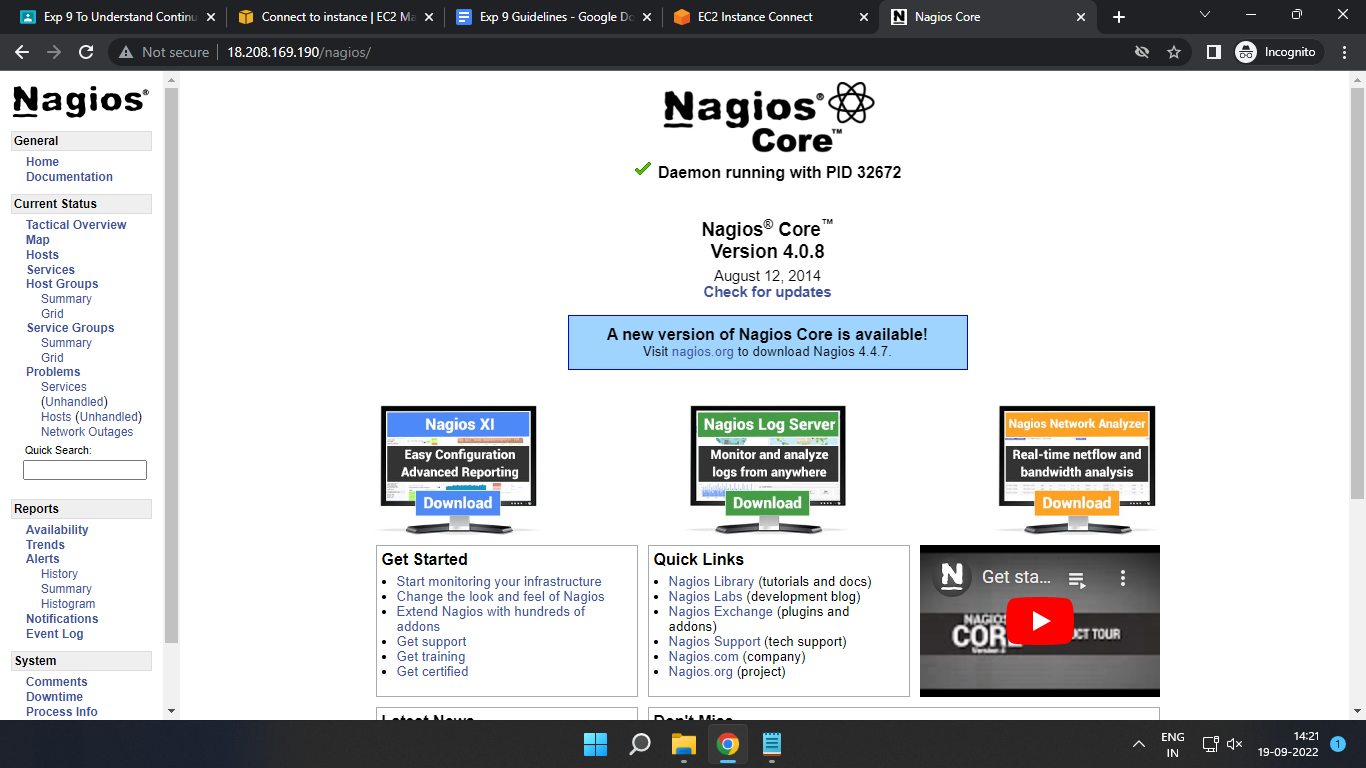 Exp 9 To Understand Continu
Connect to instance | EC2 Ma
Exp 9 Guidelines - Google Do
EC2 Instance Connect
Nagios Core
Not secure
18.208.169.190/nagios/
Incognito
Nagios®
General
Home
Documentation
Current Status
Tactical Overview
Map
Hosts
Services
Host Groups
Summary
Grid
Service Groups
Summary
Grid
Problems
Services
(Unhandled)
Hosts (Unhandled)
Network Outages
Quick Search:
Reports
Availability
Trends
Alerts
History
Summary
Histogram
Notifications
Event Log
System
Comments
Downtime
Process Info
Nagios®
Core™
Daemon running with PID 32672
Nagios® Core™
Version 4.0.8
August 12, 2014
Check for updates
A new version of Nagios Core is available!
Visit nagios.org to download Nagios 4.4.7.
Nagios XI
Easy Configuration
Advanced Reporting
Download
Nagios Log Server
Monitor and analyze
logs from anywhere
Download
Nagios Network Analyzer
Real-time netflow and
bandwidth analysis
Download
Get Started
Start monitoring your infrastructure
Change the look and feel of Nagios
Extend Nagios with hundreds of
addons
Get support
Get training
Get certified
Quick Links
Nagios Library (tutorials and docs)
Nagios Labs (development blog)
Nagios Exchange (plugins and
addons)
Nagios Support (tech support)
Nagios.com (company)
Nagios.org (project)
N
Get sta...
NAGIOS
CORE
CT TOUR
Latest News
Don't Miss
ENG
IN
14:21
19-09-2022
1